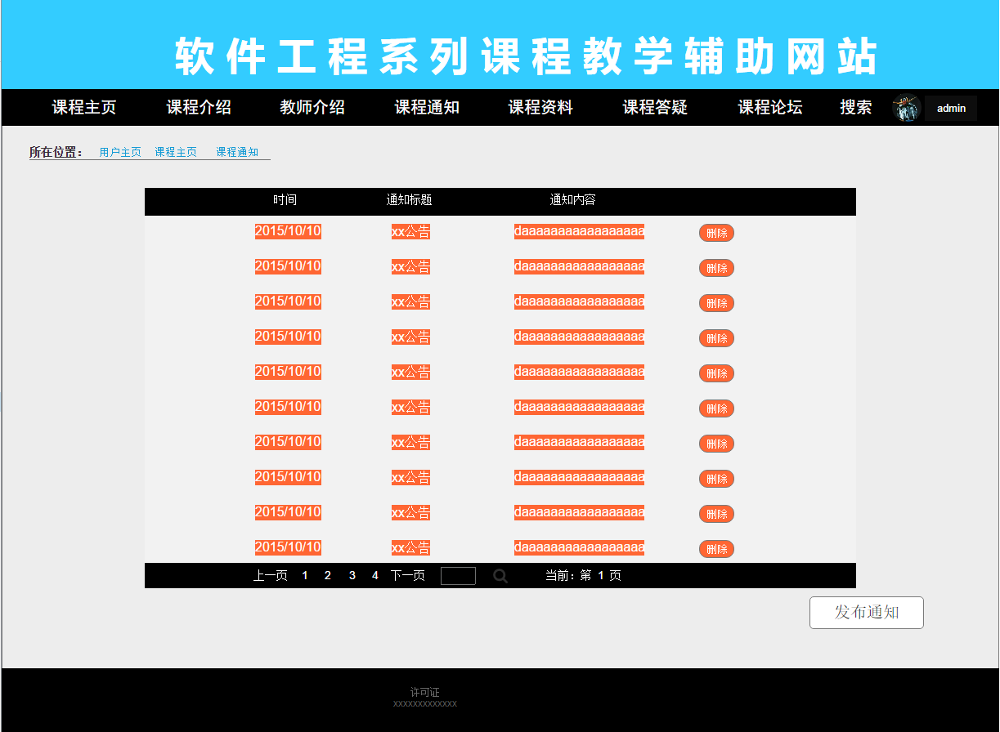 软件工程系列课程教学辅助网站
课程主页 课程介绍 教师介绍 课程通知 课程资料 课程答疑 课程论坛 搜索 admin
所在位置： 用户主页 课程主页 课程通知
时间 通知标题 通知内容
2015/10/10 xx公告 daaaaaaaaaaaaaaaaa 删除
2015/10/10 xx公告 daaaaaaaaaaaaaaaaa 删除
2015/10/10 xx公告 daaaaaaaaaaaaaaaaa 删除
2015/10/10 xx公告 daaaaaaaaaaaaaaaaa 删除
2015/10/10 xx公告 daaaaaaaaaaaaaaaaa 删除
2015/10/10 xx公告 daaaaaaaaaaaaaaaaa 删除
2015/10/10 xx公告 daaaaaaaaaaaaaaaaa 删除
2015/10/10 xx公告 daaaaaaaaaaaaaaaaa 删除
2015/10/10 xx公告 daaaaaaaaaaaaaaaaa 删除
2015/10/10 xx公告 daaaaaaaaaaaaaaaaa 删除
上一页 1 2 3 4 下一页 当前：第 1 页
发布通知
许可证
xxxxxxxxxxxxx